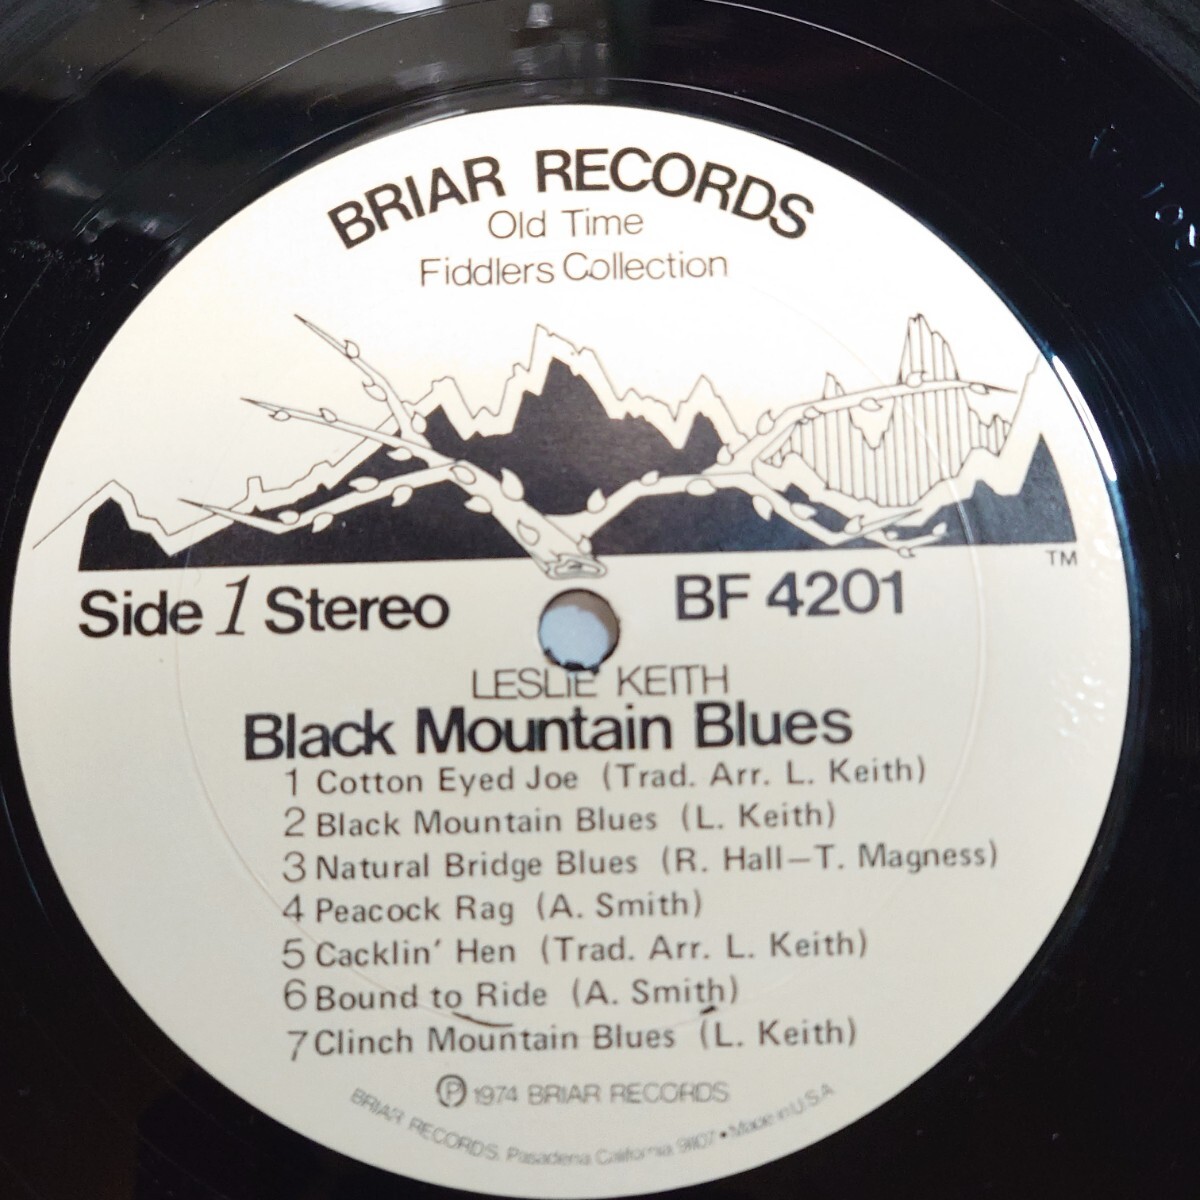 BRIAR RECORDS
Old Time
Fiddlers Collection
TM
Side 1 Stereo BF 4201
LESLIE KEITH
Black Mountain Blues
1 Cotton Eyed Joe (Trad. Arr. L. Keith)
2 Black Mountain Blues (L. Keith)
3 Natural Bridge Blues (R. Hall—T. Magness)
4 Peacock Rag (A. Smith)
5 Cacklin' Hen (Trad. Arr. L. Keith)
6 Bound to Ride (A. Smith)
7 Clinch Mountain Blues (L. Keith)
℗ 1974 BRIAR RECORDS
BRIAR RECORDS, Pasadena, California • Made in U.S.A